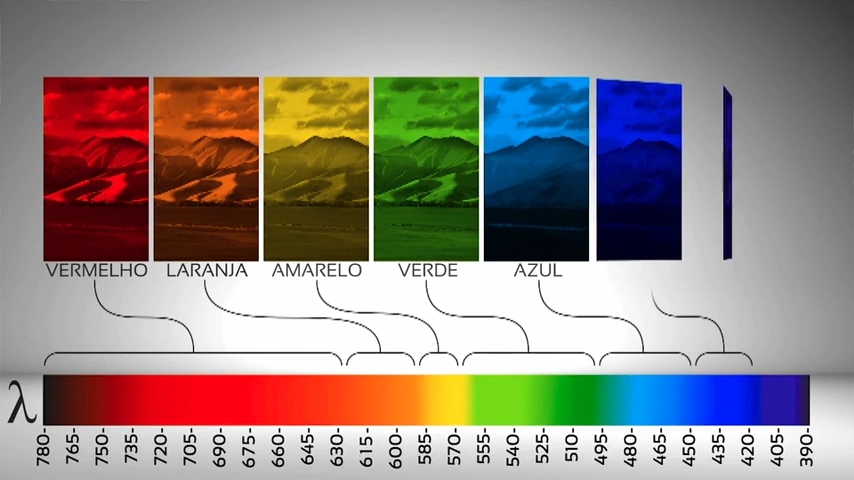 VERMELHO LARANJA AMARELO VERDE AZUL
λ
780- 765- 750- 735- 720- 705- 690- 675- 660- 645- 630- 615- 600- 585- 570- 555- 540- 525- 510- 495- 480- 465- 450- 435- 420- 405- 390-